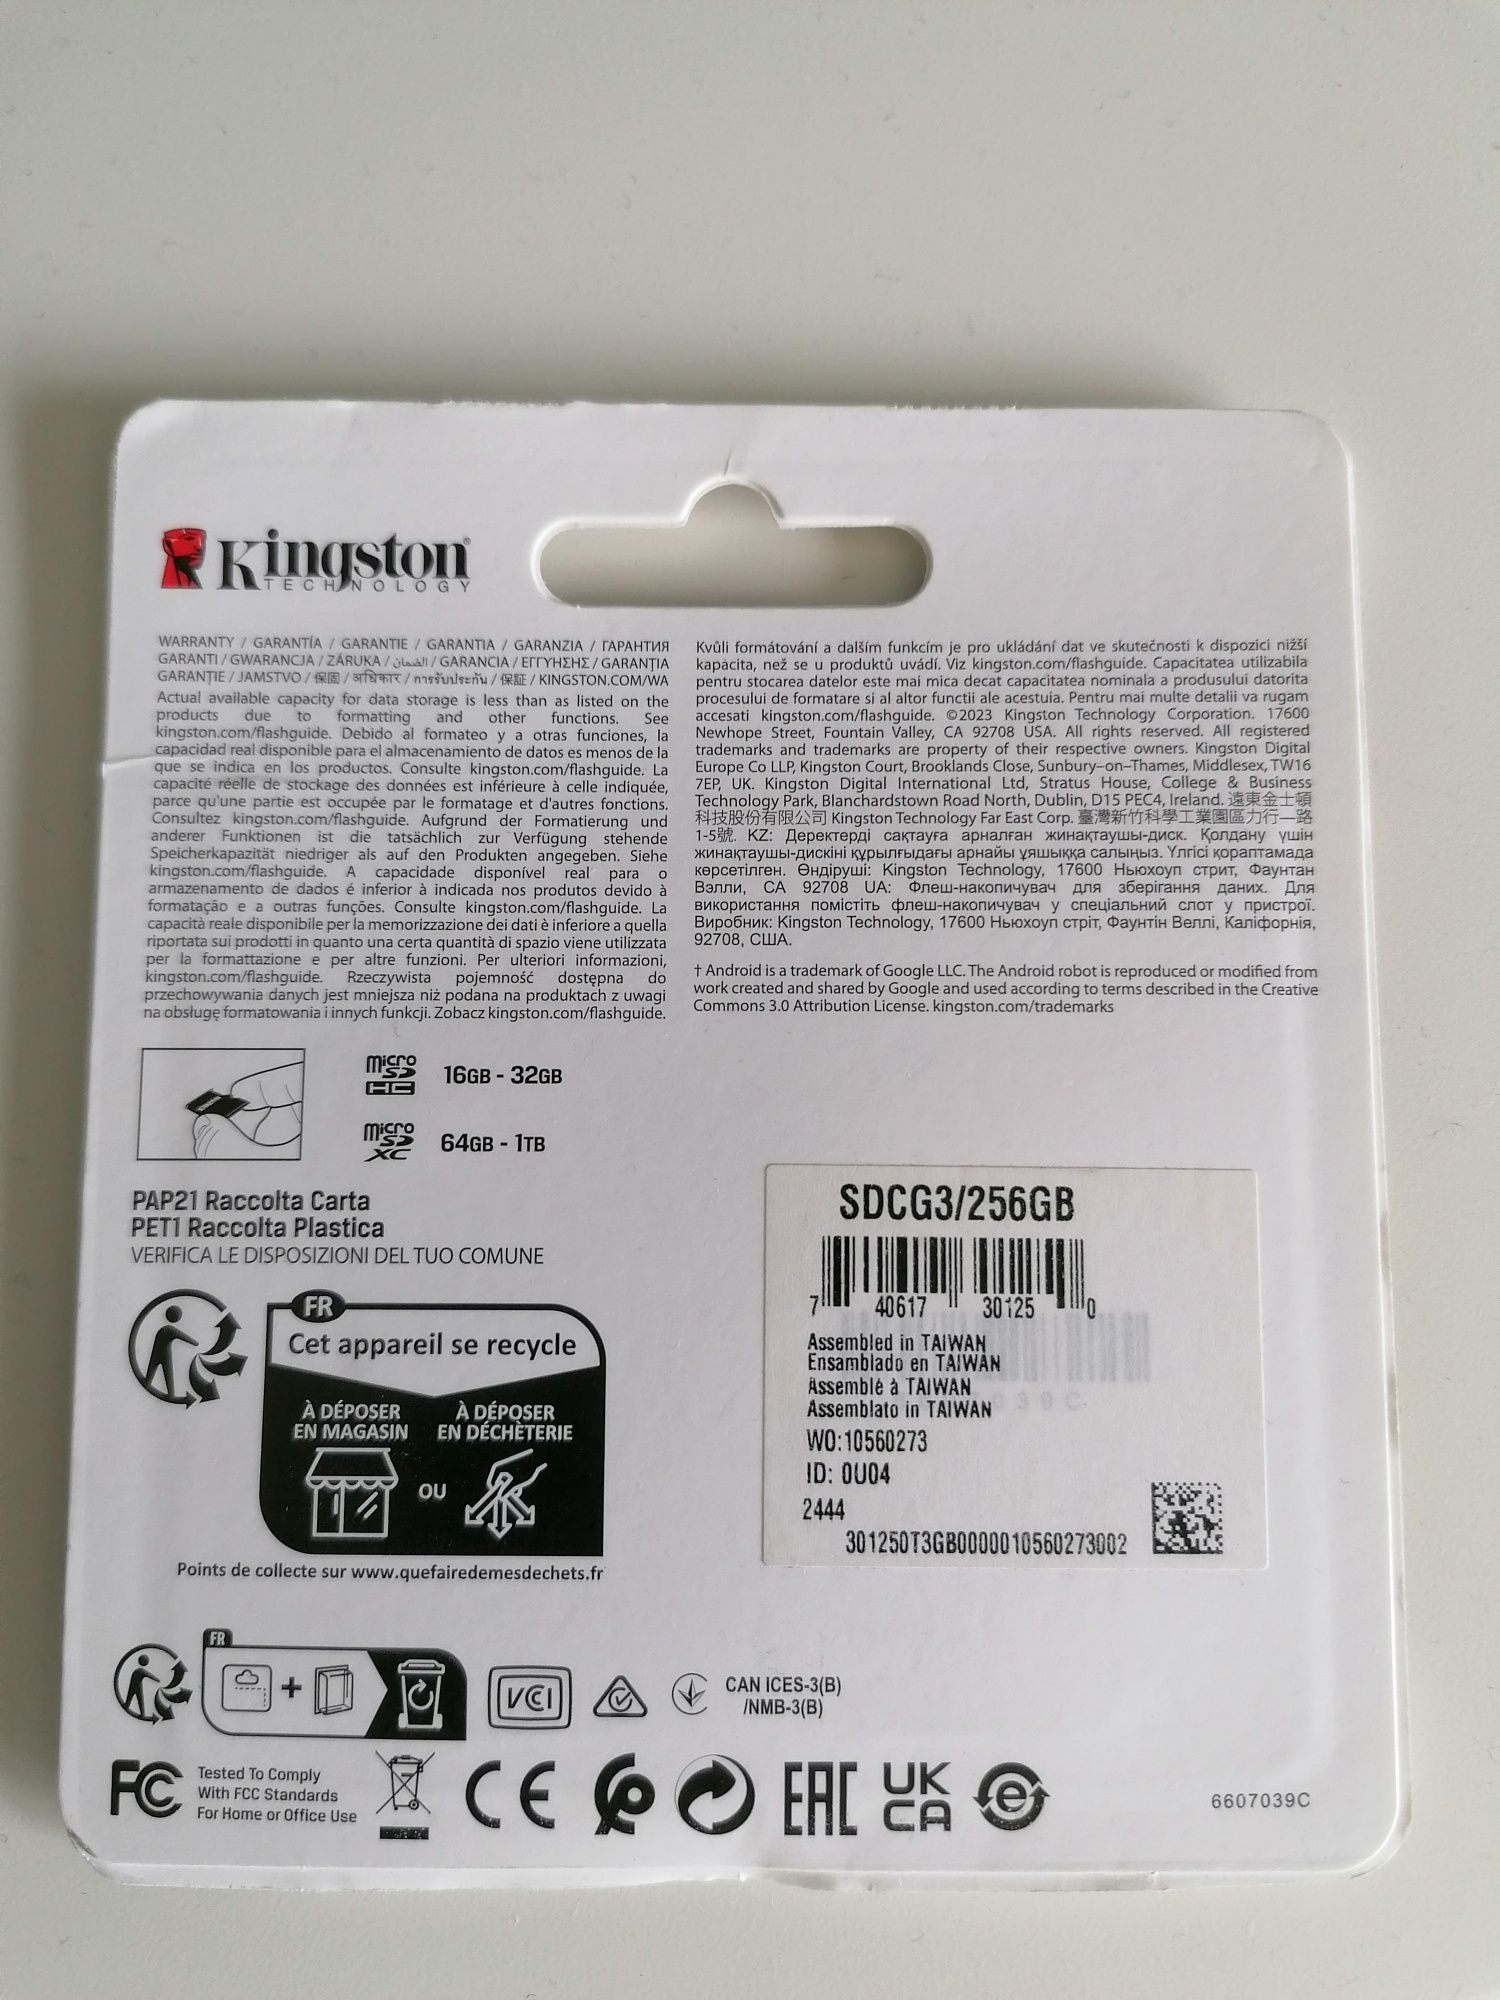 Kingston®
TECHNOLOGY
WARRANTY / GARANTÍA / GARANTIE / GARANTIA / GARANZIA / ГАРАНТИЯ
GARANTI / GWARANCJA / ZÁRUKA / الضمان / GARANCIA / ΕΓΓΥΗΣΗΣ / GARANȚIA
GARANȚIE / JAMSTVO / 保固 / अधिकार / การรับประกัน / 保証 / KINGSTON.COM/WA
Actual available capacity for data storage is less than as listed on the
products due to formatting and other functions. See
kingston.com/flashguide. Debido al formateo y a otras funciones, la
capacidad real disponible para el almacenamiento de datos es menos de la
que se indica en los productos. Consulte kingston.com/flashguide. La
capacité réelle de stockage des données est inférieure à celle indiquée,
parce qu'une partie est occupée par le formatage et d'autres fonctions.
Consultez kingston.com/flashguide. Aufgrund der Formatierung und
anderer Funktionen ist die tatsächlich zur Verfügung stehende
Speicherkapazität niedriger als auf den Produkten angegeben. Siehe
kingston.com/flashguide. A capacidade disponível real para o
armazenamento de dados é inferior à indicada nos produtos devido à
formatação e a outras funções. Consulte kingston.com/flashguide. La
capacità reale disponibile per la memorizzazione dei dati è inferiore a quella
riportata sui prodotti in quanto una certa quantità di spazio viene utilizzata
per la formattazione e per altre funzioni. Per ulteriori informazioni,
kingston.com/flashguide. Rzeczywista pojemność dostępna do
przechowywania danych jest mniejsza niż podana na produktach z uwagi
na obsługę formatowania i innych funkcji. Zobacz kingston.com/flashguide.
Kvůli formátování a dalším funkcím je pro ukládání dat ve skutečnosti k dispozici nižší
kapacita, než se u produktů uvádí. Viz kingston.com/flashguide. Capacitatea utilizabila
pentru stocarea datelor este mai mica decat capacitatea nominala a produsului datorita
procesului de formatare si al altor functii ale acestuia. Pentru mai multe detalii va rugam
accesati kingston.com/flashguide. ©2023 Kingston Technology Corporation. 17600
Newhope Street, Fountain Valley, CA 92708 USA. All rights reserved. All registered
trademarks and trademarks are property of their respective owners. Kingston Digital
Europe Co LLP, Kingston Court, Brooklands Close, Sunbury-on-Thames, Middlesex, TW16
7EP, UK. Kingston Digital International Ltd, Stratus House, College & Business
Technology Park, Blanchardstown Road North, Dublin, D15 PEC4, Ireland. 遠東金士頓
科技股份有限公司 Kingston Technology Far East Corp. 臺灣新竹科學工業園區力行一路
1-5號. KZ: Деректерді сақтауға арналған жинақтаушы-диск. Қолдану үшін
жинақтаушы-дискіні құрылғыдағы арнайы ұяшыққа салыңыз. Үлгісі қораптамада
көрсетілген. Өндіруші: Kingston Technology, 17600 Ньюхоуп стрит, Фаунтан
Вэлли, СА 92708 UA: Флеш-накопичувач для зберігання даних. Для
використання помістіть флеш-накопичувач у спеціальний слот у пристрої.
Виробник: Kingston Technology, 17600 Ньюхоуп стріт, Фаунтін Веллі, Каліфорнія,
92708, США.
† Android is a trademark of Google LLC. The Android robot is reproduced or modified from
work created and shared by Google and used according to terms described in the Creative
Commons 3.0 Attribution License. kingston.com/trademarks
micro SD HC 16GB - 32GB
micro SD XC 64GB - 1TB
PAP21 Raccolta Carta
PET1 Raccolta Plastica
VERIFICA LE DISPOSIZIONI DEL TUO COMUNE
FR
Cet appareil se recycle
À DÉPOSER EN MAGASIN
OU
À DÉPOSER EN DÉCHÈTERIE
Points de collecte sur www.quefairedemesdechets.fr
SDCG3/256GB
7 40617 30125 0
Assembled in TAIWAN
Ensamblado en TAIWAN
Assemblé à TAIWAN
Assemblato in TAIWAN
WO:10560273
ID: 0U04
2444
301250T3GB0000010560273002
FR
+
VCI
CAN ICES-3(B)
/NMB-3(B)
FC
Tested To Comply
With FCC Standards
For Home or Office Use
CE
EAC
UK
CA
e
6607039C